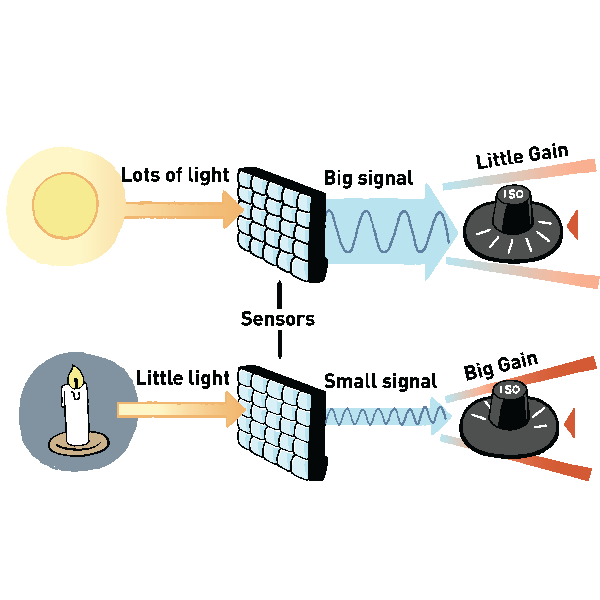 Lots of light
Big signal
Little Gain
ISO
Sensors
Little light
Small signal
Big Gain
ISO